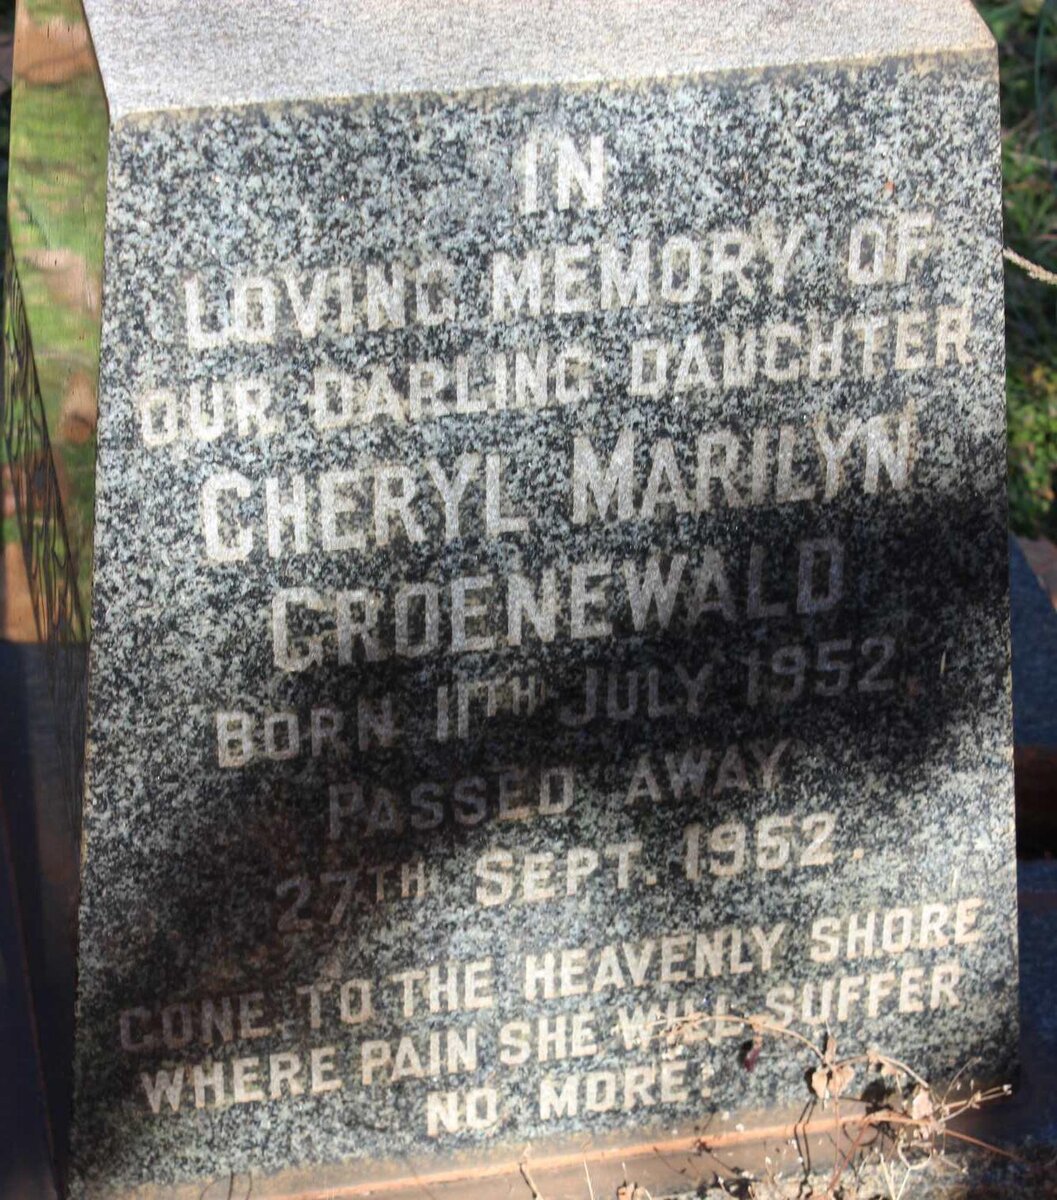 IN
LOVING MEMORY OF
OUR DARLING DAUGHTER
CHERYL MARILYN
GROENEWALD
BORN 11TH JULY 1952.
PASSED AWAY
27TH SEPT. 1952.
GONE TO THE HEAVENLY SHORE
WHERE PAIN SHE WILL SUFFER
NO MORE.